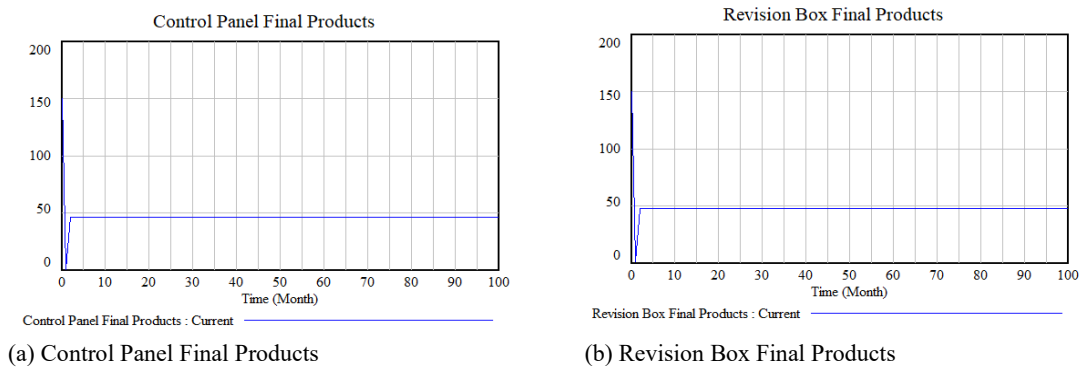 Control Panel Final Products
200
150
100
50
0
0 10 20 30 40 50 60 70 80 90 100
Time (Month)
Control Panel Final Products : Current
(a) Control Panel Final Products
Revision Box Final Products
200
150
100
50
0
0 10 20 30 40 50 60 70 80 90 100
Time (Month)
Revision Box Final Products : Current
(b) Revision Box Final Products